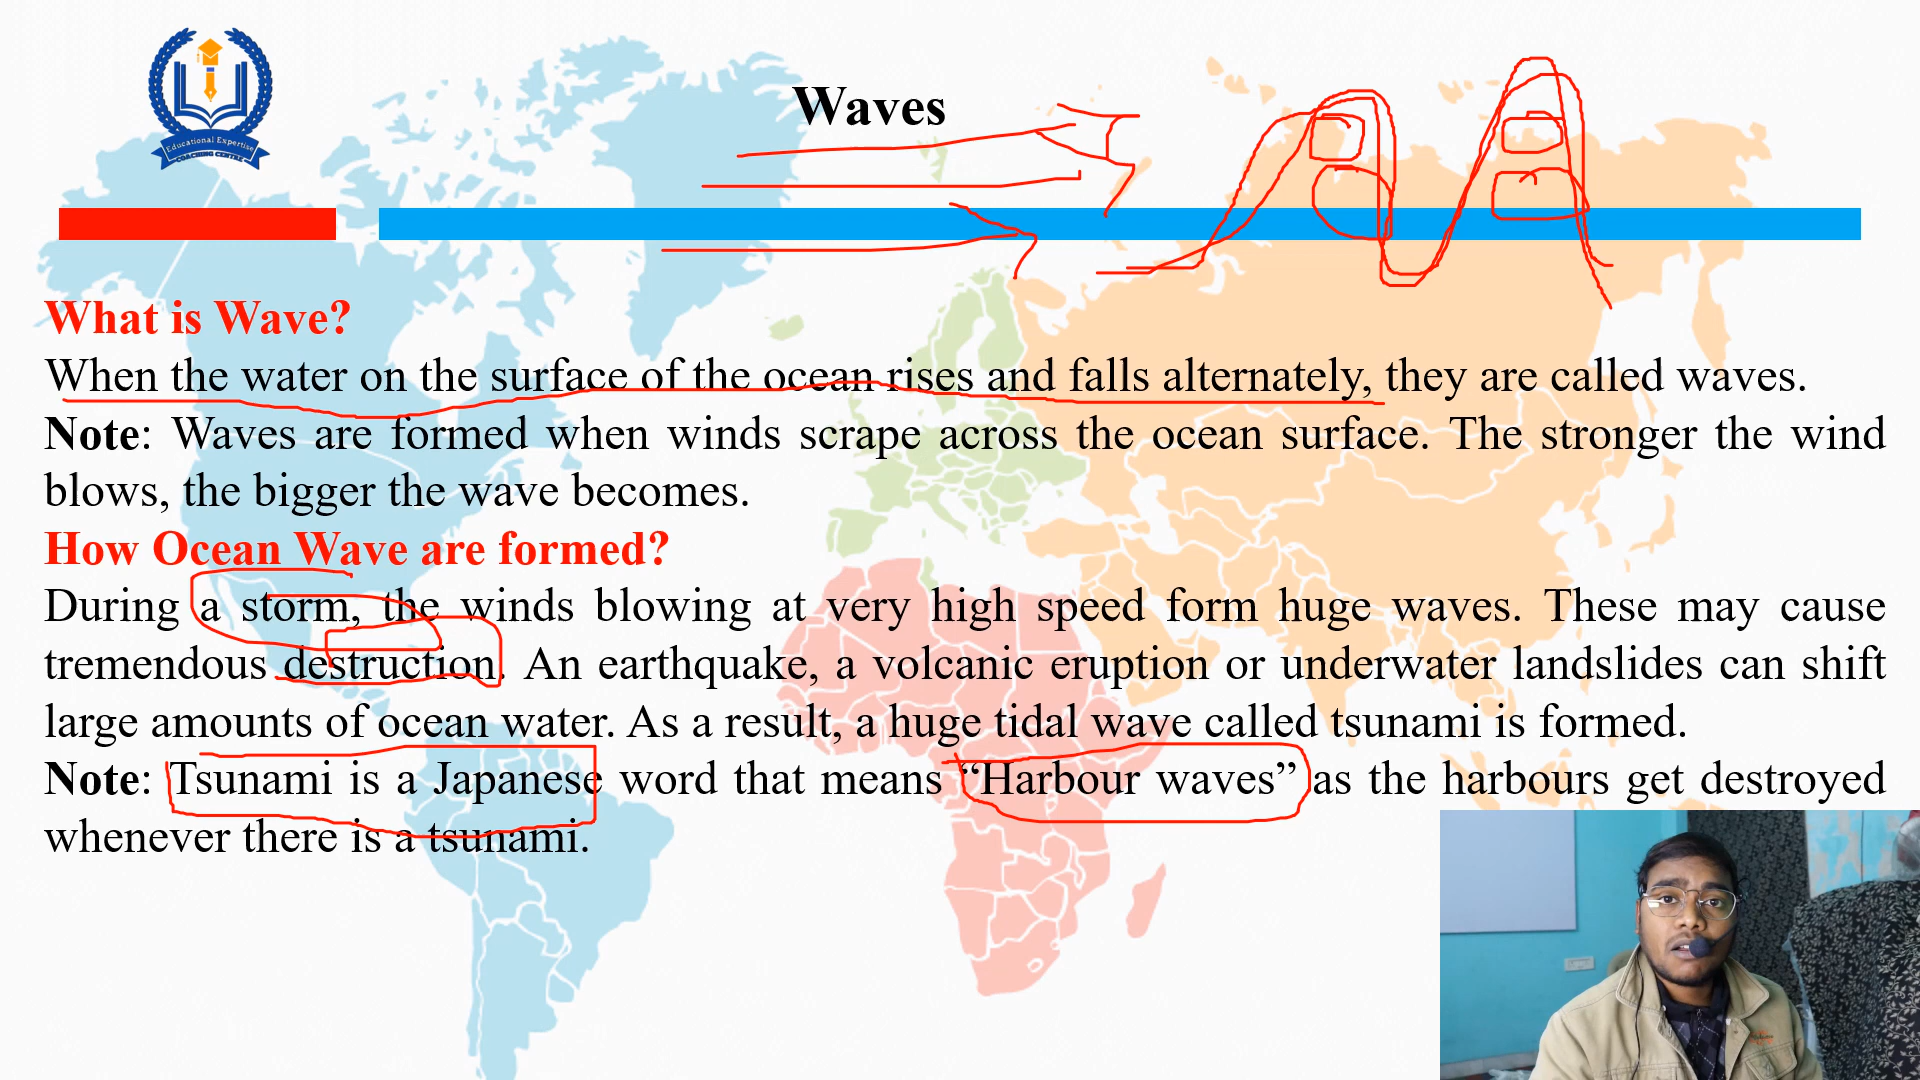 Educational Expertise
COACHING CENTRE
Waves
What is Wave?
When the water on the surface of the ocean rises and falls alternately, they are called waves.
Note: Waves are formed when winds scrape across the ocean surface. The stronger the wind
blows, the bigger the wave becomes.
How Ocean Wave are formed?
During a storm, the winds blowing at very high speed form huge waves. These may cause
tremendous destruction. An earthquake, a volcanic eruption or underwater landslides can shift
large amounts of ocean water. As a result, a huge tidal wave called tsunami is formed.
Note: Tsunami is a Japanese word that means “Harbour waves” as the harbours get destroyed
whenever there is a tsunami.